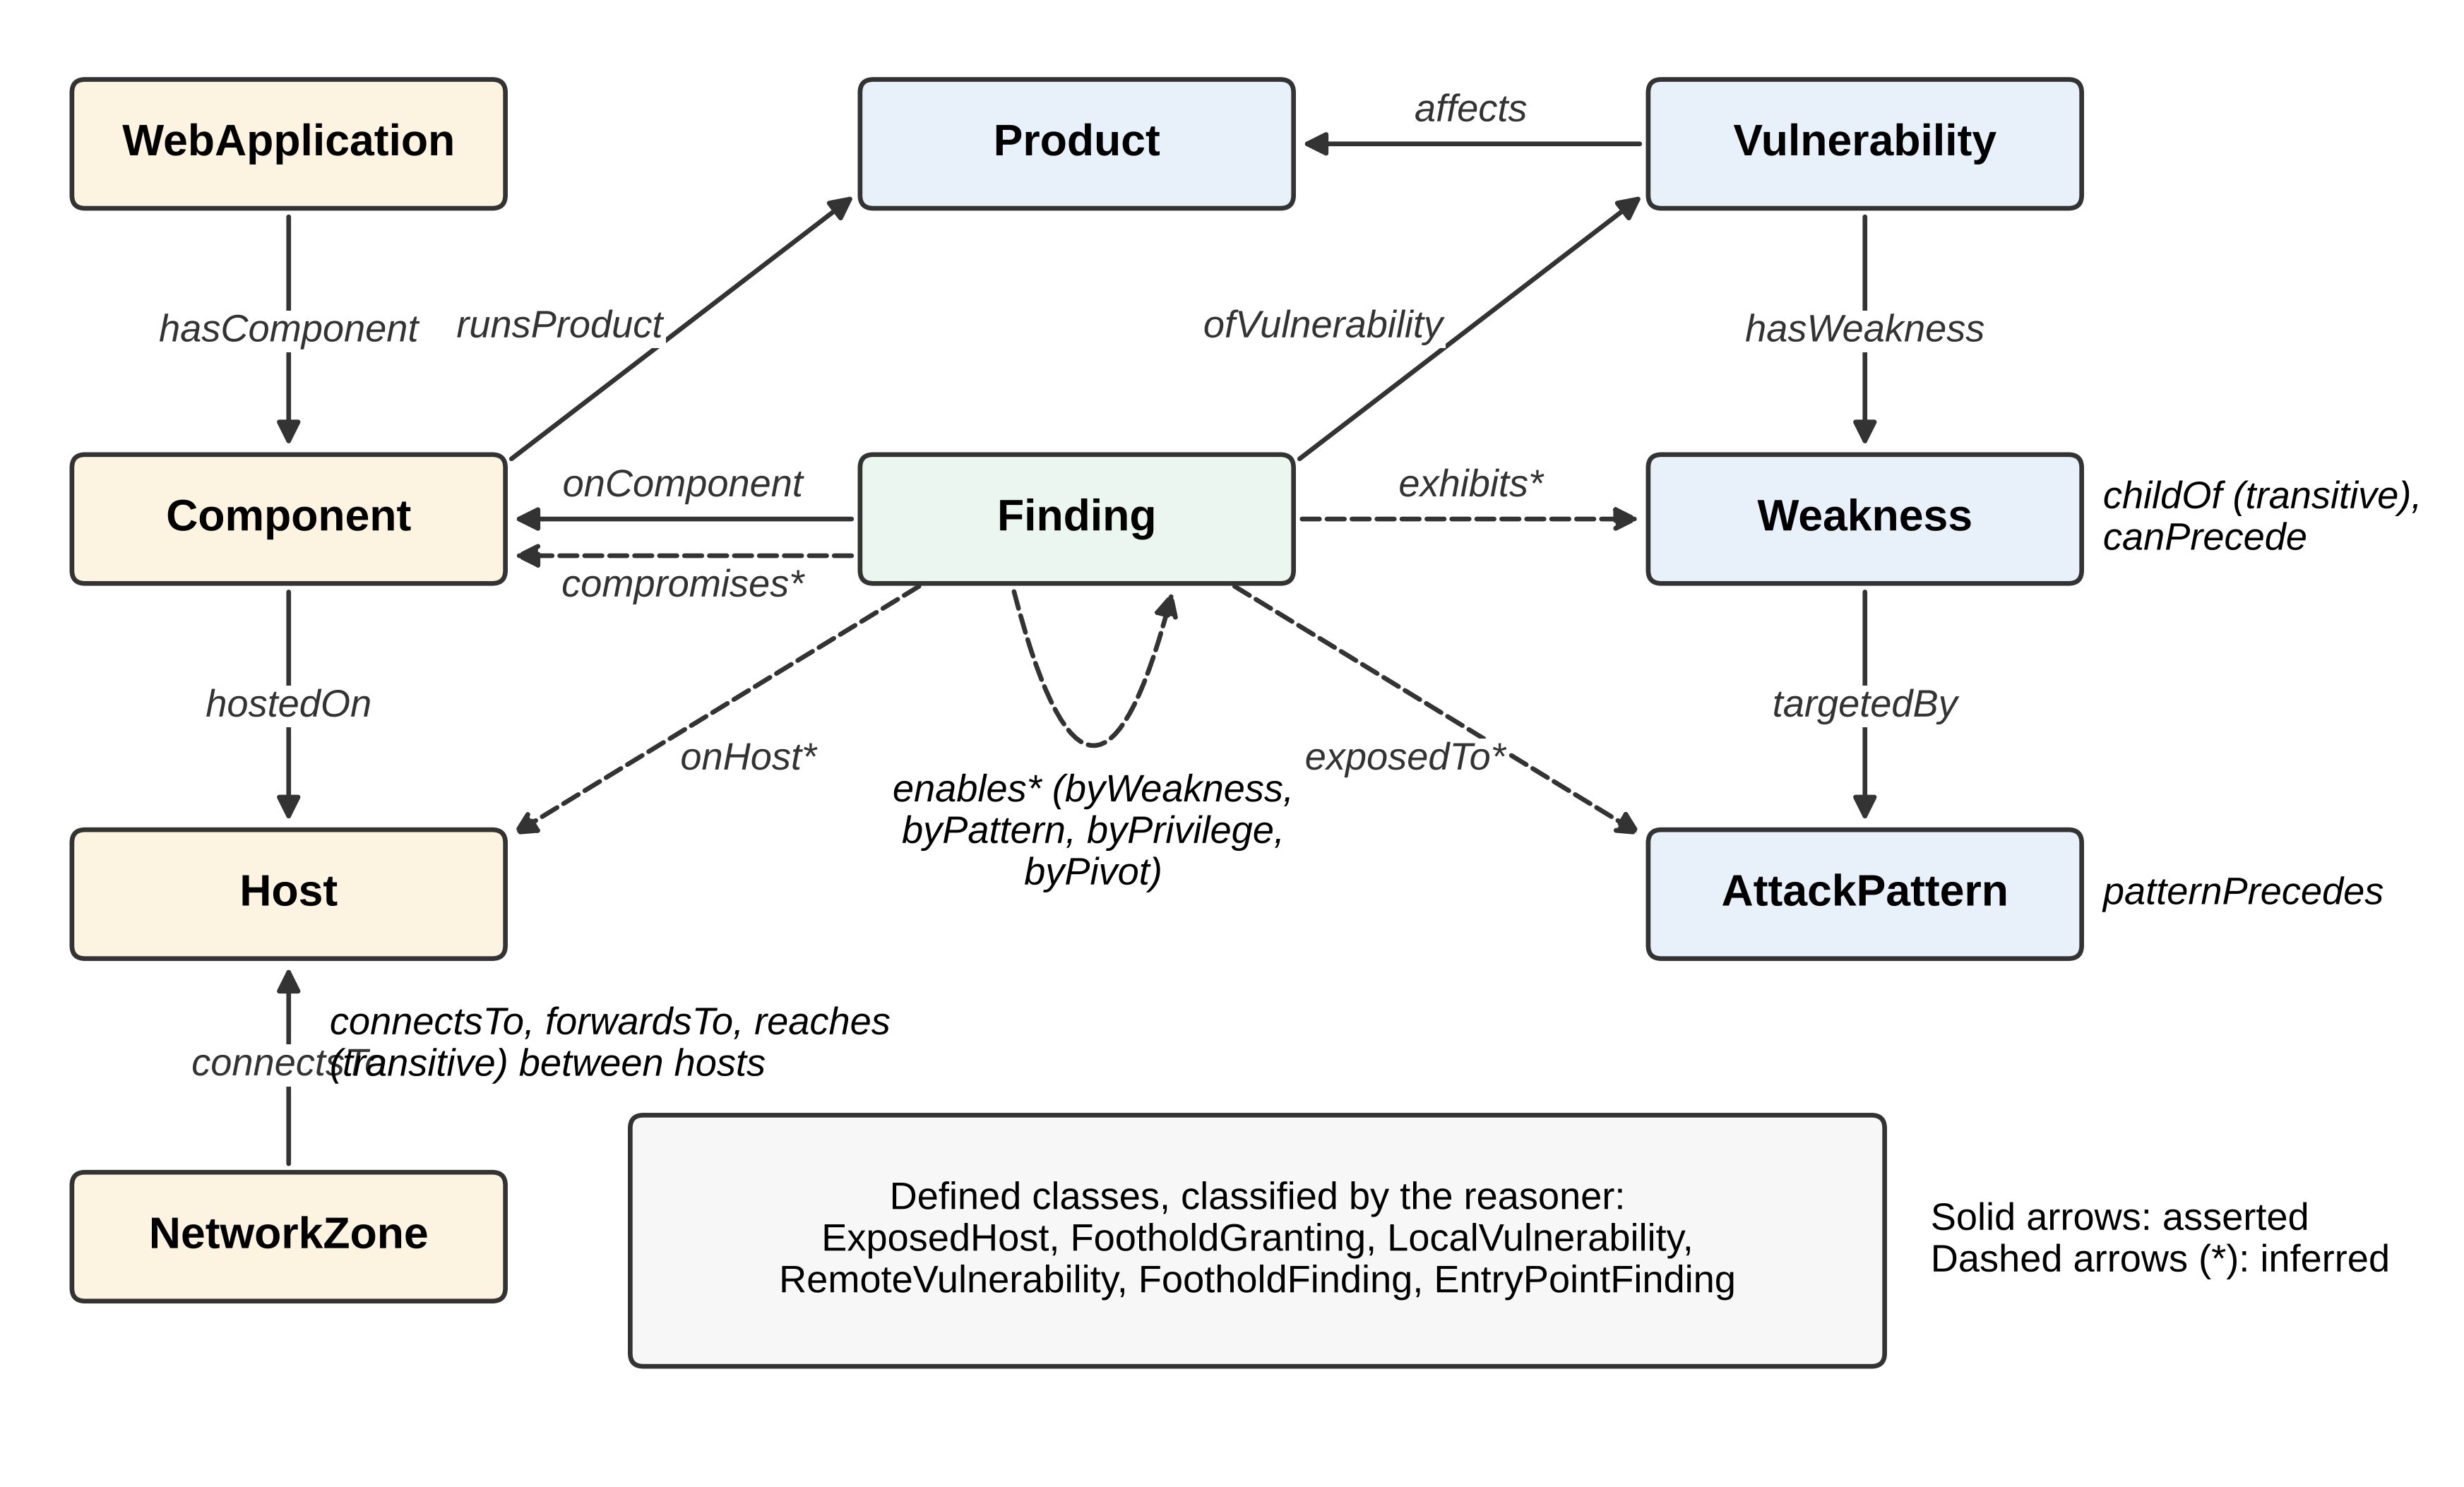 WebApplication
Product
affects
Vulnerability
hasComponent
runsProduct
ofVulnerability
hasWeakness
Component
onComponent
compromises*
Finding
exhibits*
Weakness
childOf (transitive),
canPrecede
hostedOn
onHost*
enables* (byWeakness,
byPattern, byPrivilege,
byPivot)
exposedTo*
targetedBy
Host
AttackPattern
patternPrecedes
connectsTo, forwardsTo, reaches
(transitive) between hosts
connectsTo
NetworkZone
Defined classes, classified by the reasoner:
ExposedHost, FootholdGranting, LocalVulnerability,
RemoteVulnerability, FootholdFinding, EntryPointFinding
Solid arrows: asserted
Dashed arrows (*): inferred